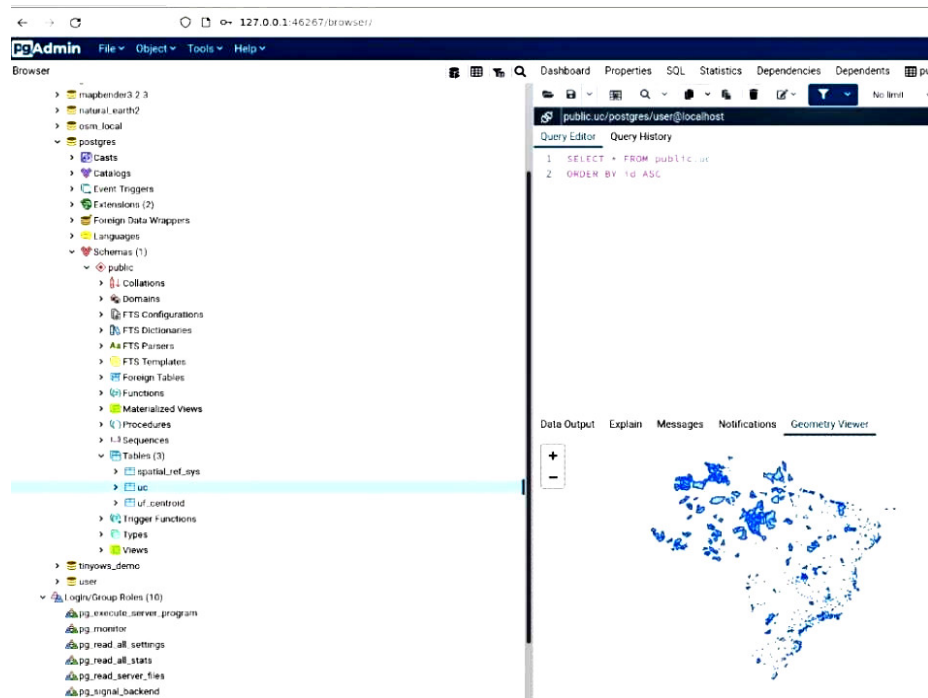 127.0.0.1:46267/browser/
pgAdmin File Object Tools Help
Browser
Dashboard Properties SQL Statistics Dependencies Dependents pu
mapbender3.2.3
natural_earth2
No limit
osm_local
public.uc/postgres/user@localhost
postgres
Query Editor Query History
Casts
1 SELECT * FROM public.uc
Catalogs
2 ORDER BY id ASC
Event Triggers
Extensions (2)
Foreign Data Wrappers
Languages
Schemas (1)
public
Collations
Domains
FTS Configurations
FTS Dictionaries
Aa FTS Parsers
FTS Templates
Foreign Tables
Functions
Materialized Views
Data Output Explain Messages Notifications Geometry Viewer
Procedures
1..3 Sequences
Tables (3)
+
spatial_ref_sys
−
uc
uf_centroid
Trigger Functions
Types
Views
tinyows_demo
user
Login/Group Roles (10)
pg_execute_server_program
pg_monitor
pg_read_all_settings
pg_read_all_stats
pg_read_server_files
pg_signal_backend